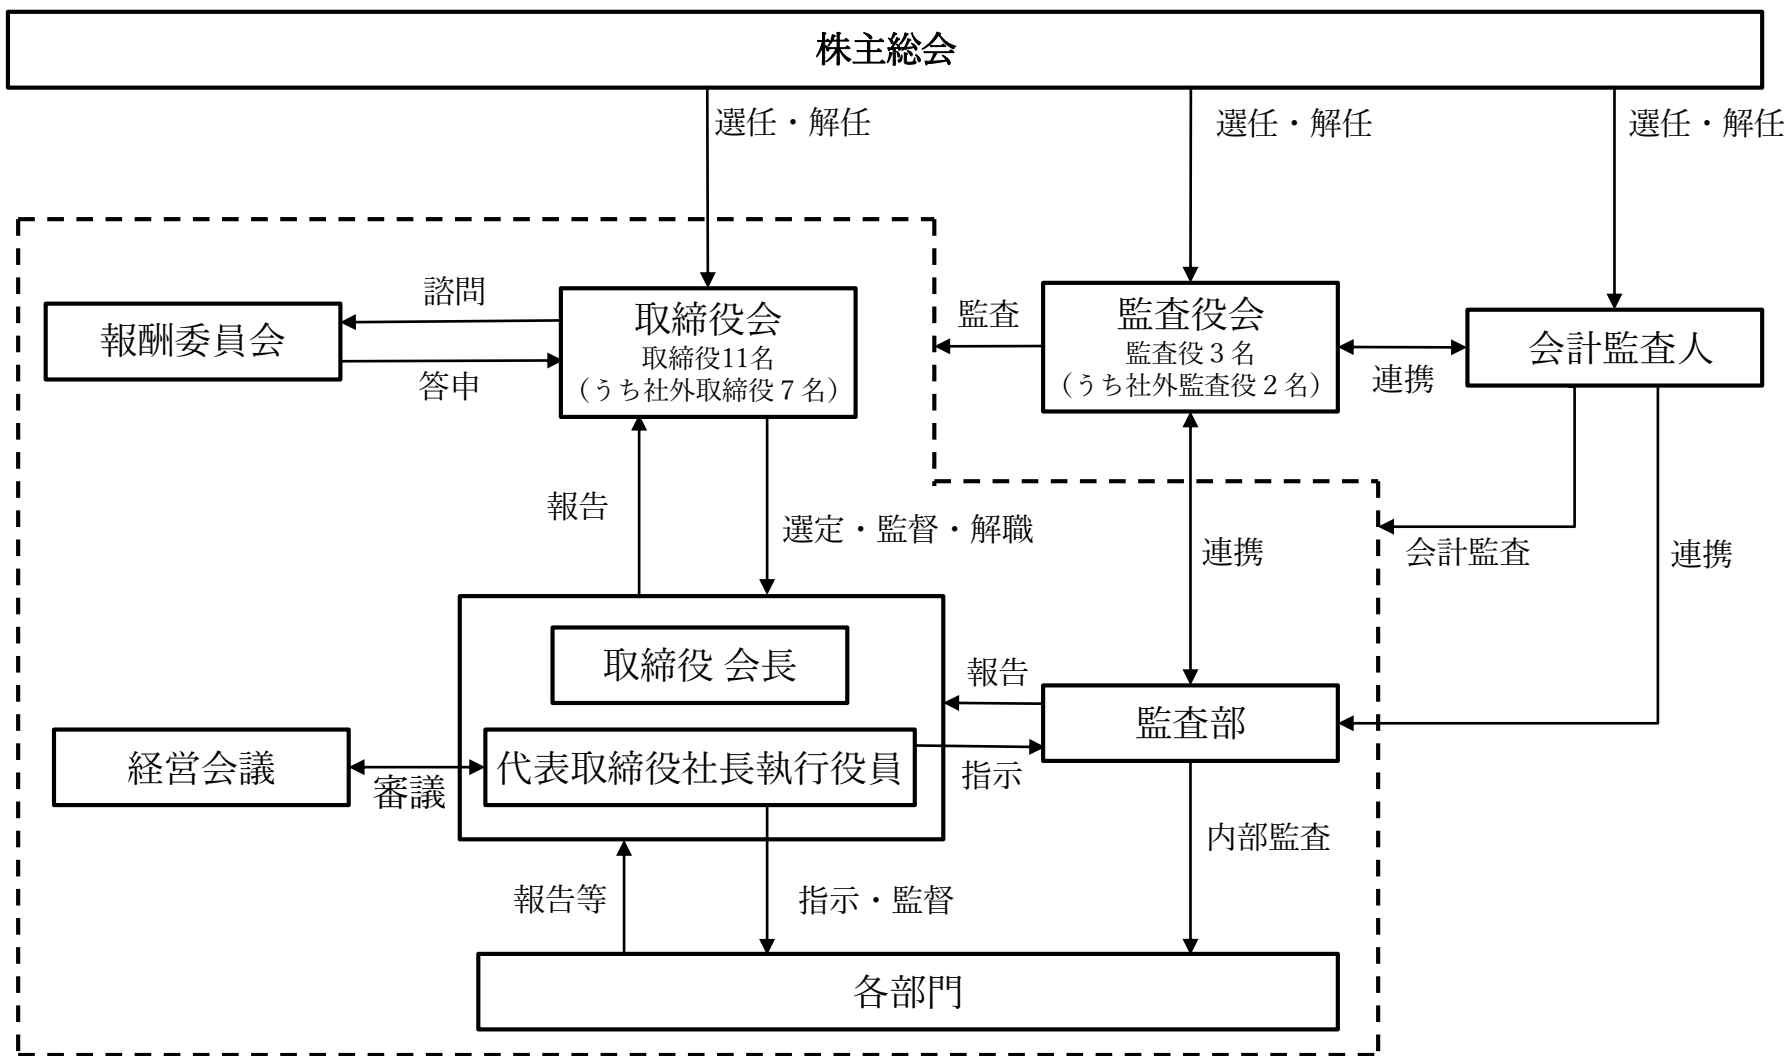 株主総会
選任・解任
選任・解任
選任・解任
報酬委員会
諮問
答申
取締役会
取締役11名
（うち社外取締役７名）
監査
監査役会
監査役３名
（うち社外監査役２名）
連携
会計監査人
報告
選定・監督・解職
連携
会計監査
連携
取締役 会長
報告
監査部
経営会議
審議
代表取締役社長執行役員
指示
内部監査
報告等
指示・監督
各部門